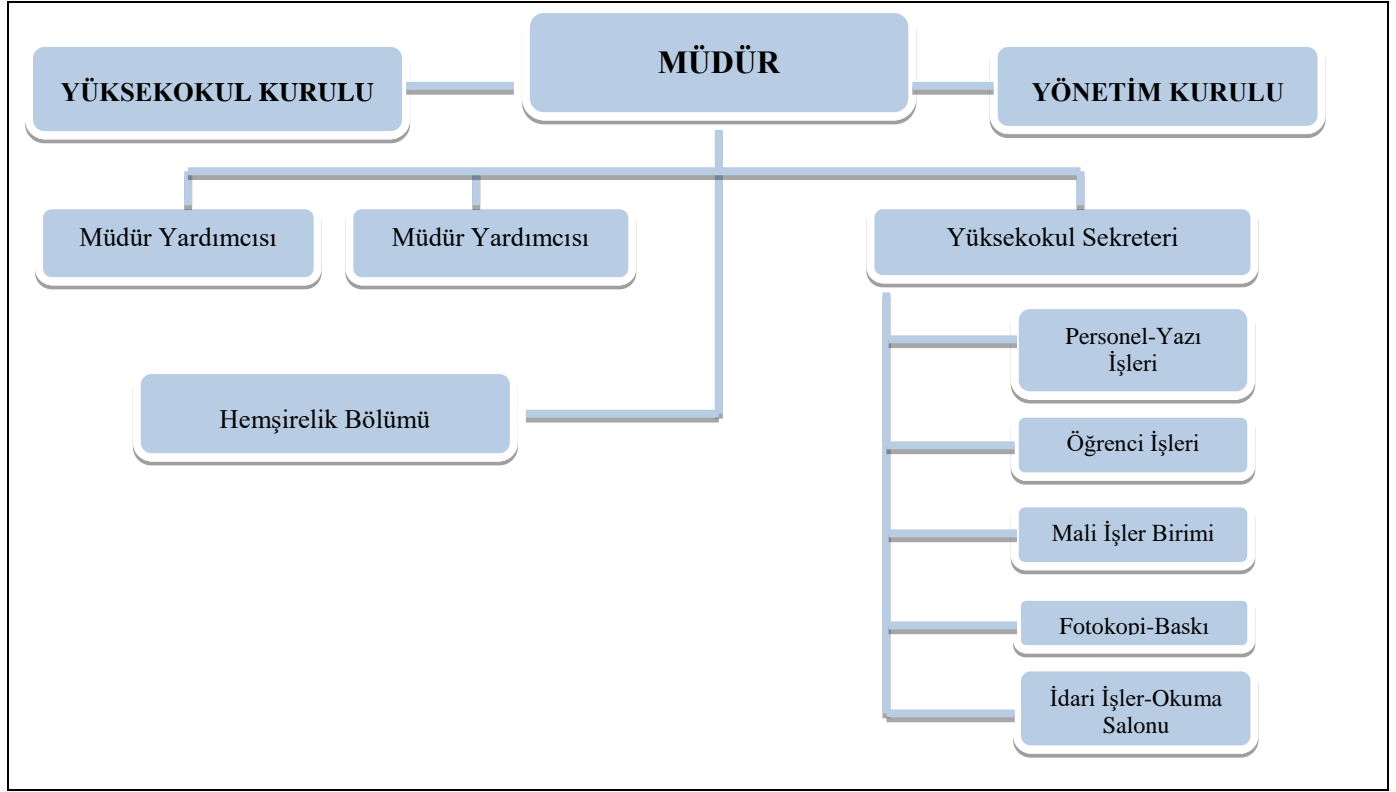 MÜDÜR
YÜKSEKOKUL KURULU
YÖNETİM KURULU
Müdür Yardımcısı
Müdür Yardımcısı
Yüksekokul Sekreteri
Hemşirelik Bölümü
Personel-Yazı
İşleri
Öğrenci İşleri
Mali İşler Birimi
Fotokopi-Baskı
İdari İşler-Okuma
Salonu